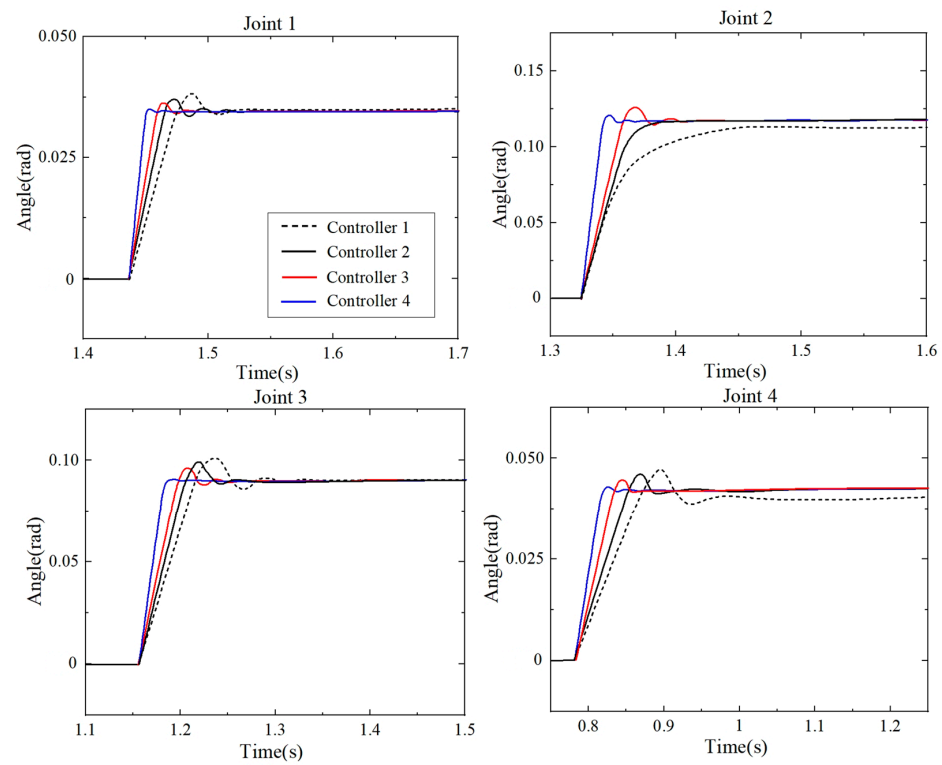 Joint 1
0.050
0.025
0
Angle(rad)
Controller 1
Controller 2
Controller 3
Controller 4
1.4 1.5 1.6 1.7
Time(s)
Joint 2
0.15
0.10
0.05
0
Angle(rad)
1.3 1.4 1.5 1.6
Time(s)
Joint 3
0.10
0.05
0
Angle(rad)
1.1 1.2 1.3 1.4 1.5
Time(s)
Joint 4
0.050
0.025
0
Angle(rad)
0.8 0.9 1 1.1 1.2
Time(s)